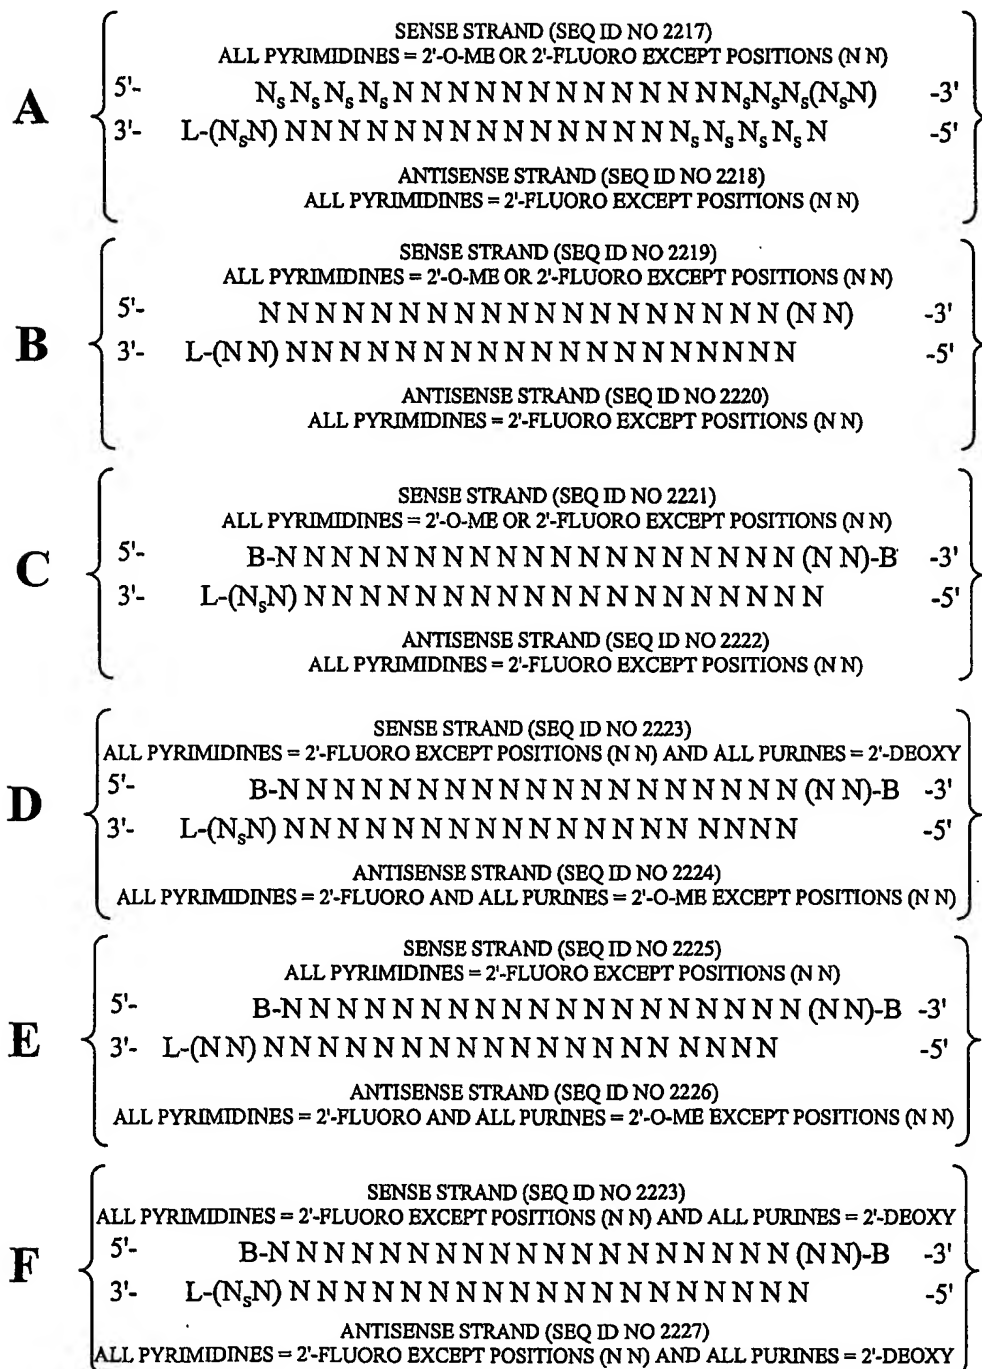 SENSE STRAND (SEQ ID NO 2217)
ALL PYRIMIDINES = 2'-O-ME OR 2'-FLUORO EXCEPT POSITIONS (N N)
5'- NₛNₛNₛNₛNNNNNNNNNNNNNₛNₛNₛ(NₛN) -3'
A
3'- L-(NₛN) NNNNNNNNNNNNNNNₛNₛNₛNₛN -5'
ANTISENSE STRAND (SEQ ID NO 2218)
ALL PYRIMIDINES = 2'-FLUORO EXCEPT POSITIONS (N N)
SENSE STRAND (SEQ ID NO 2219)
ALL PYRIMIDINES = 2'-O-ME OR 2'-FLUORO EXCEPT POSITIONS (N N)
5'- N N N N N N N N N N N N N N N N N N N (N N) -3'
B
3'- L-(N N) N N N N N N N N N N N N N N N N N N N -5'
ANTISENSE STRAND (SEQ ID NO 2220)
ALL PYRIMIDINES = 2'-FLUORO EXCEPT POSITIONS (N N)
SENSE STRAND (SEQ ID NO 2221)
ALL PYRIMIDINES = 2'-O-ME OR 2'-FLUORO EXCEPT POSITIONS (N N)
5'- B-N N N N N N N N N N N N N N N N N N N (N N)-B -3'
C
3'- L-(NₛN) N N N N N N N N N N N N N N N N N N N -5'
ANTISENSE STRAND (SEQ ID NO 2222)
ALL PYRIMIDINES = 2'-FLUORO EXCEPT POSITIONS (N N)
SENSE STRAND (SEQ ID NO 2223)
ALL PYRIMIDINES = 2'-FLUORO EXCEPT POSITIONS (N N) AND ALL PURINES = 2'-DEOXY
5'- B-N N N N N N N N N N N N N N N N N N N (N N)-B -3'
D
3'- L-(NₛN) N N N N N N N N N N N N N N N N N N N -5'
ANTISENSE STRAND (SEQ ID NO 2224)
ALL PYRIMIDINES = 2'-FLUORO AND ALL PURINES = 2'-O-ME EXCEPT POSITIONS (N N)
SENSE STRAND (SEQ ID NO 2225)
ALL PYRIMIDINES = 2'-FLUORO EXCEPT POSITIONS (N N)
5'- B-N N N N N N N N N N N N N N N N N N N (N N)-B -3'
E
3'- L-(N N) N N N N N N N N N N N N N N N N N N N -5'
ANTISENSE STRAND (SEQ ID NO 2226)
ALL PYRIMIDINES = 2'-FLUORO AND ALL PURINES = 2'-O-ME EXCEPT POSITIONS (N N)
SENSE STRAND (SEQ ID NO 2223)
ALL PYRIMIDINES = 2'-FLUORO EXCEPT POSITIONS (N N) AND ALL PURINES = 2'-DEOXY
5'- B-N N N N N N N N N N N N N N N N N N N (N N)-B -3'
F
3'- L-(NₛN) N N N N N N N N N N N N N N N N N N N -5'
ANTISENSE STRAND (SEQ ID NO 2227)
ALL PYRIMIDINES = 2'-FLUORO EXCEPT POSITIONS (N N) AND ALL PURINES = 2'-DEOXY